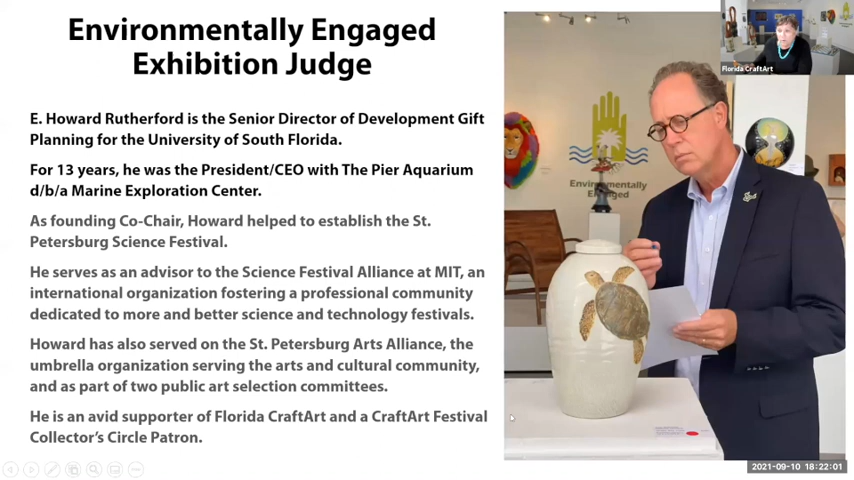 Environmentally Engaged
Exhibition Judge
E. Howard Rutherford is the Senior Director of Development Gift
Planning for the University of South Florida.
For 13 years, he was the President/CEO with The Pier Aquarium
d/b/a Marine Exploration Center.
As founding Co-Chair, Howard helped to establish the St.
Petersburg Science Festival.
He serves as an advisor to the Science Festival Alliance at MIT, an
international organization fostering a professional community
dedicated to more and better science and technology festivals.
Howard has also served on the St. Petersburg Arts Alliance, the
umbrella organization serving the arts and cultural community,
and as part of two public art selection committees.
He is an avid supporter of Florida CraftArt and a CraftArt Festival
Collector's Circle Patron.
Florida CraftArt
Environmentally
Engaged
2021-09-10 18:22:01